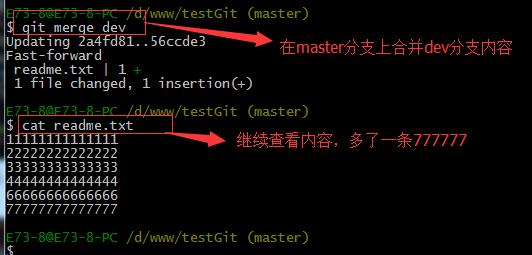 E73-8@E73-8-PC /d/www/testGit (master)
$ git merge dev
在master分支上合并dev分支内容
Updating 2a4fd81..56ccde3
Fast-forward
readme.txt | 1 +
1 file changed, 1 insertion(+)
E73-8@E73-8-PC /d/www/testGit (master)
$ cat readme.txt
继续查看内容，多了一条777777
11111111111111
22222222222222
33333333333333
44444444444444
66666666666666
77777777777777
E73-8@E73-8-PC /d/www/testGit (master)
$